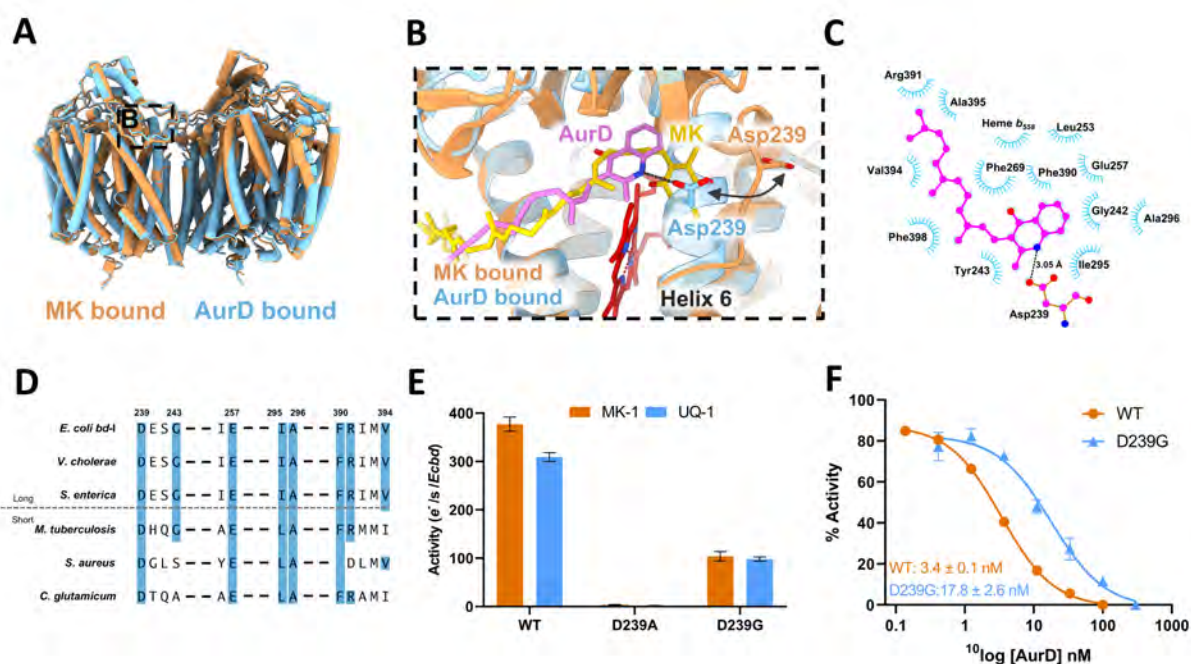 A
B
MK bound
AurD bound
B
AurD
MK
Asp239
Asp239
MK bound
AurD bound
Helix 6
C
Arg391
Ala395
Heme b558
Leu253
Val394
Phe269
Phe390
Glu257
Gly242
Ala296
Phe398
Tyr243
3.05 Å
Ile295
Asp239
D
239 243 257 295 296 390 394
E. coli bd-I DESG -- IE -- IA -- FRIMV
V. cholerae DESG -- IE -- IA -- FRIMV
S. enterica DESG -- IE -- IA -- FRIMV
Long
Short
M. tuberculosis DHQG -- AE -- LA -- FRMMI
S. aureus DGLS -- YE -- LA -- FDLMV
C. glutamicum DTQA -- AE -- LA -- FRAMI
E
MK-1 UQ-1
Activity (e-/s /Ecbd)
400
300
200
100
0
WT D239A D239G
F
WT
D239G
% Activity
100
80
60
40
20
0
WT: 3.4 ± 0.1 nM
D239G:17.8 ± 2.6 nM
0.1 1 10 100 1000
10log [AurD] nM